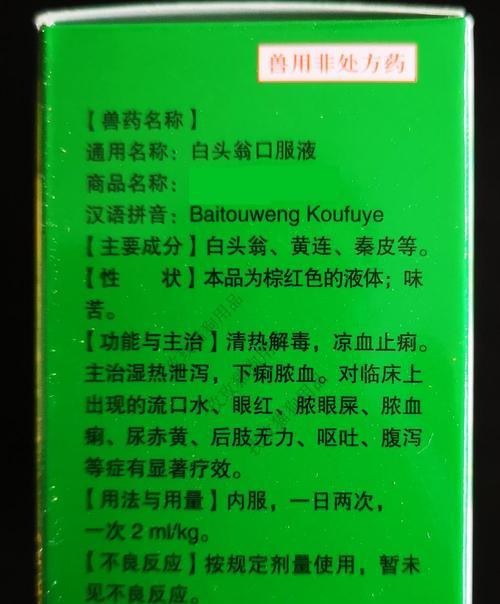 兽用非处方药
【兽药名称】
通用名称：白头翁口服液
商品名称：
汉语拼音：Baitouweng Koufuye
【主要成分】白头翁、黄连、秦皮等。
【性　　状】本品为棕红色的液体；味
苦。
【功能与主治】清热解毒，凉血止痢。
主治湿热泄泻，下痢脓血。对临床上
出现的流口水、眼红、脓眼屎、脓血
痢、尿赤黄、后肢无力、呕吐、腹泻
等症有显著疗效。
【用法与用量】内服，一日两次，
一次 2 ml/kg。
【不良反应】按规定剂量使用，暂未
见不良反应。